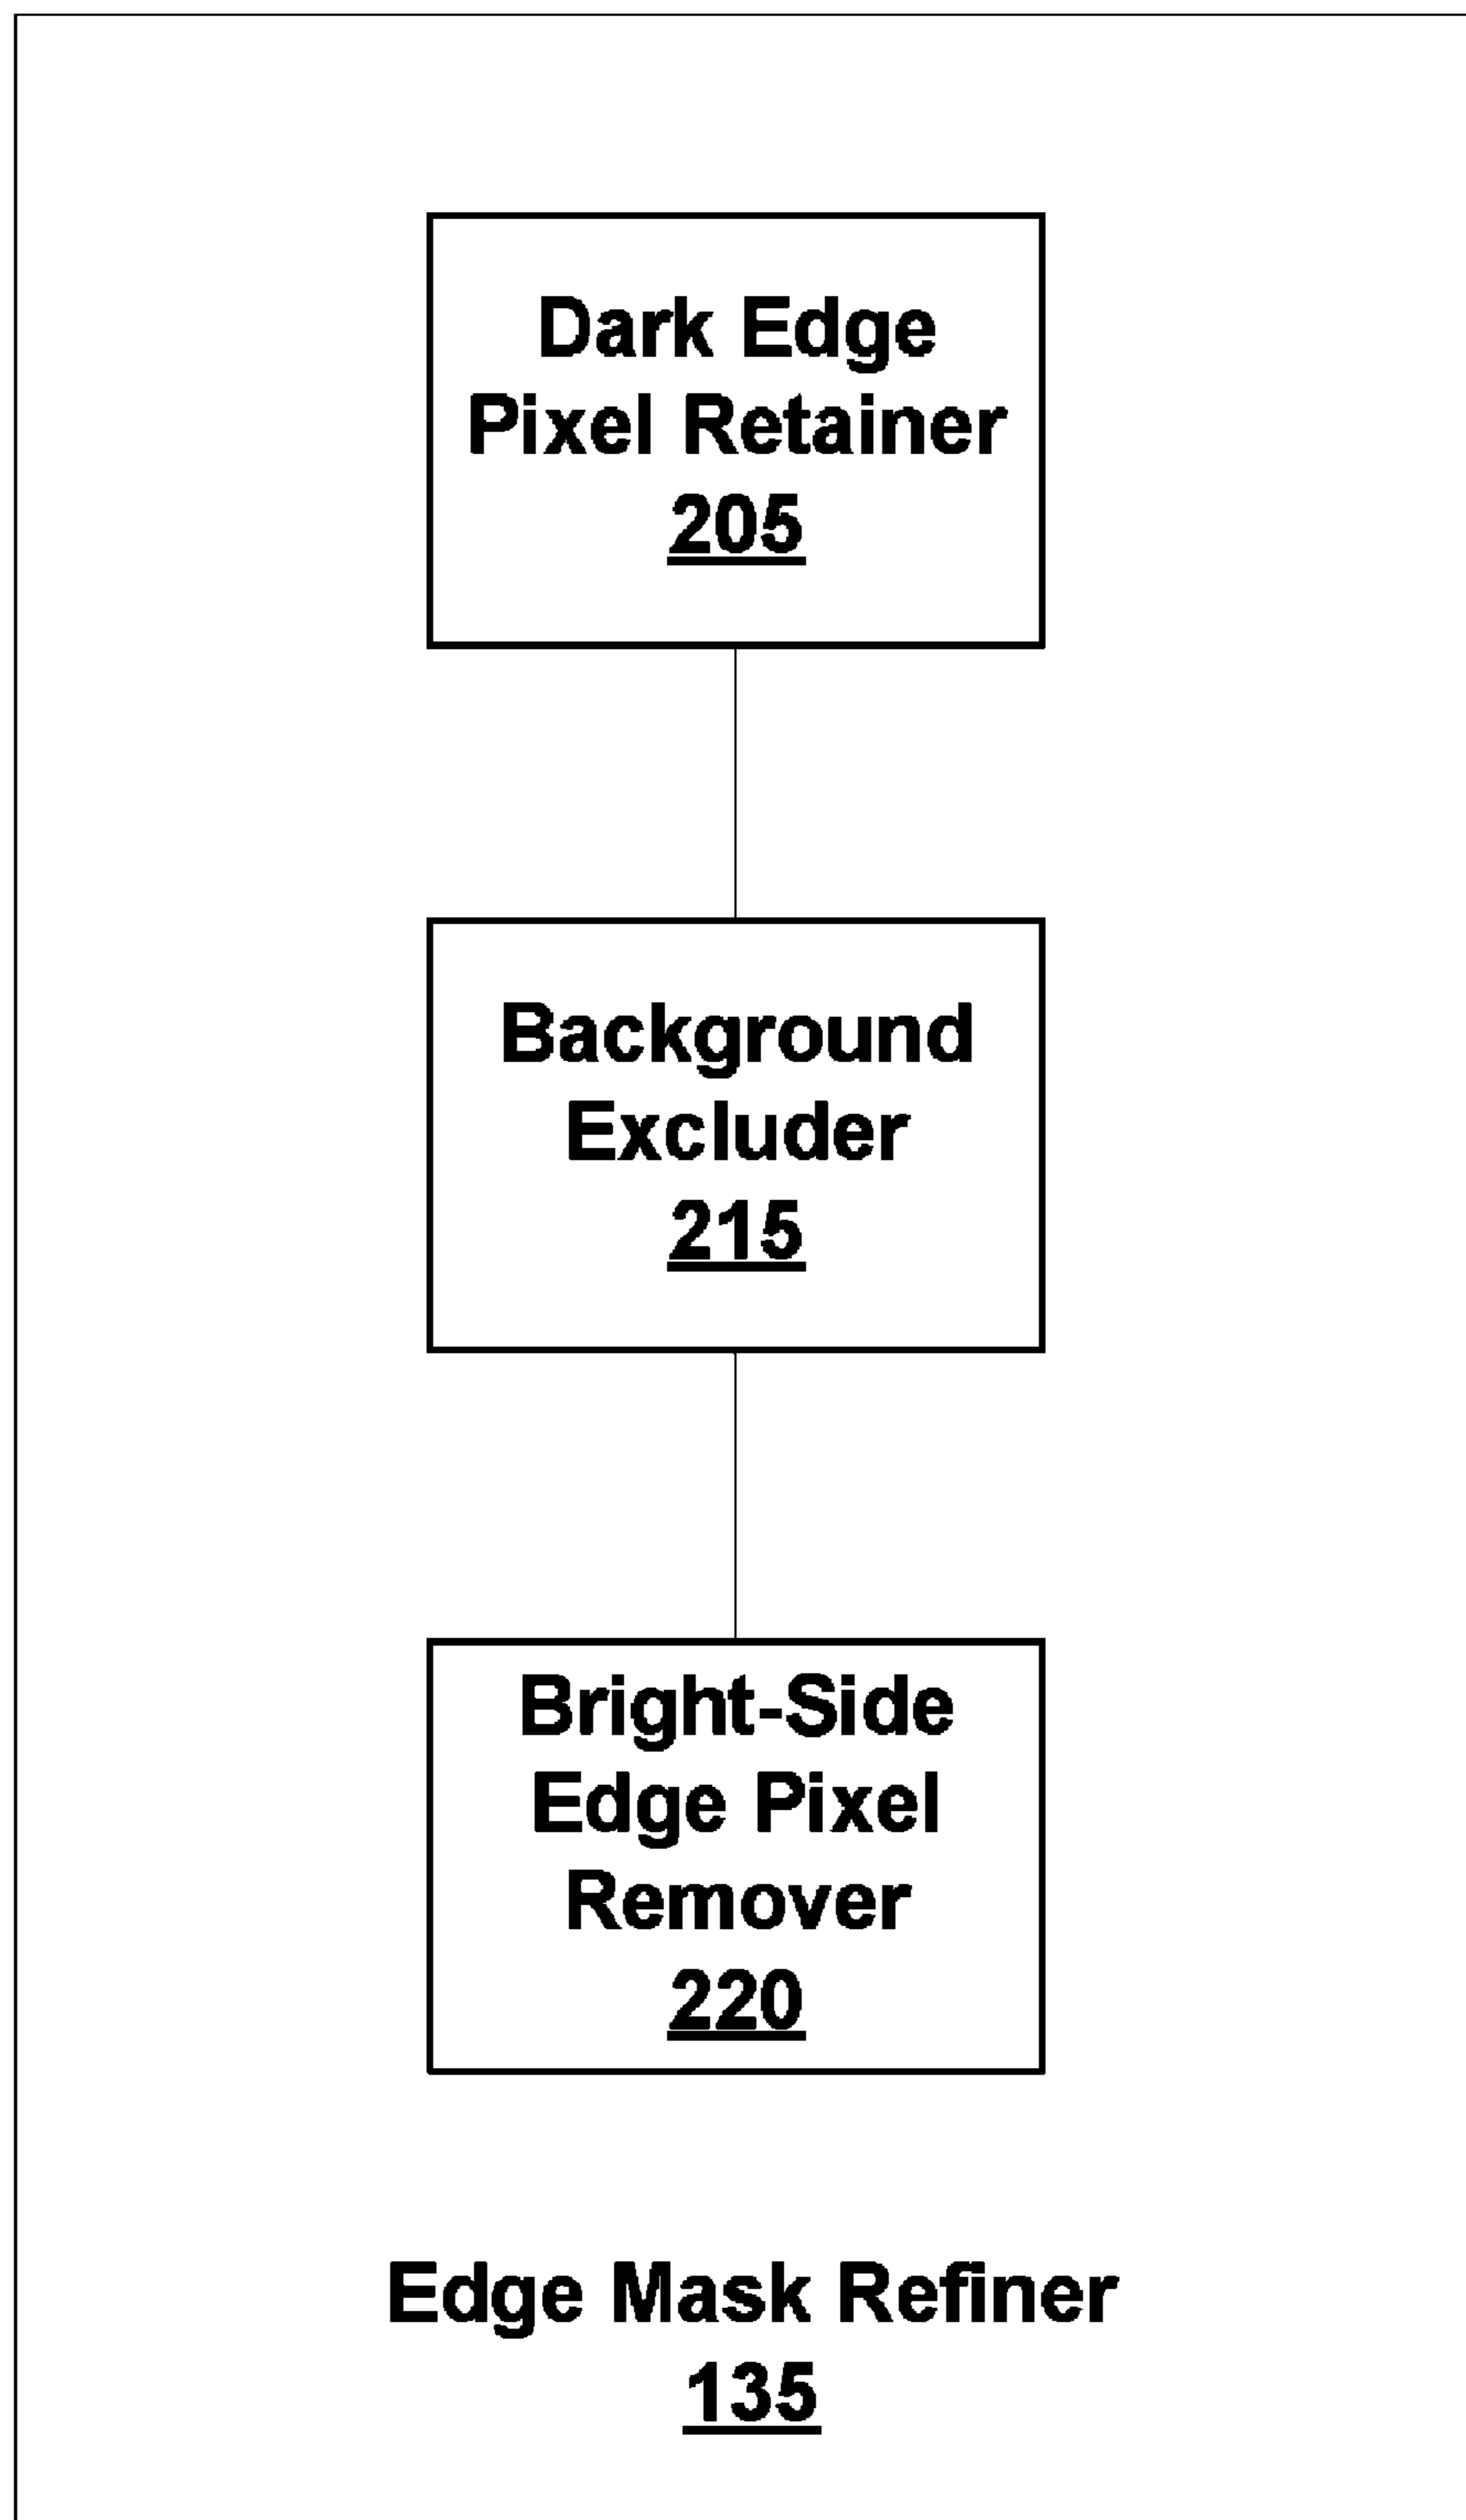 Dark Edge
Pixel Retainer
205
Background
Excluder
215
Bright-Side
Edge Pixel
Remover
220
Edge Mask Refiner
135